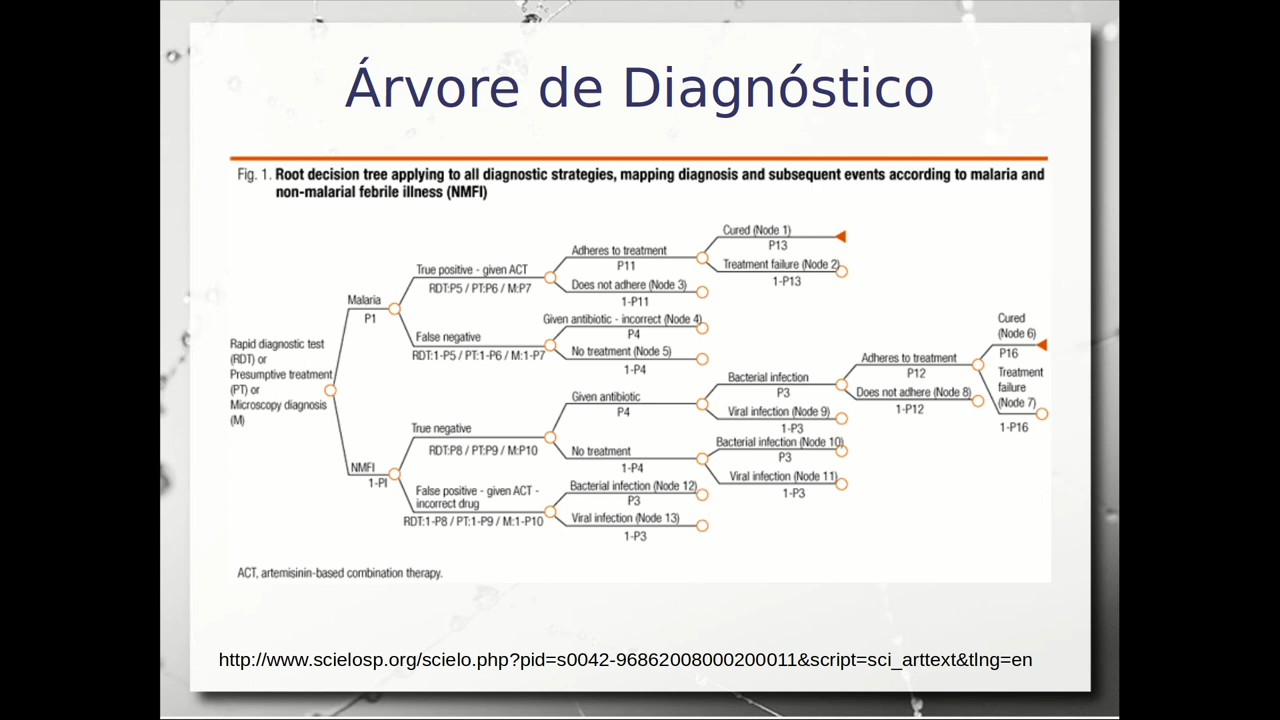 Árvore de Diagnóstico
Fig. 1. Root decision tree applying to all diagnostic strategies, mapping diagnosis and subsequent events according to malaria and
non-malarial febrile illness (NMFI)
Rapid diagnostic test
(RDT) or
Presumptive treatment
(PT) or
Microscopy diagnosis
(M)
Malaria
P1
NMFI
1-PI
True positive - given ACT
RDT:P5 / PT:P6 / M:P7
False negative
RDT:1-P5 / PT:1-P6 / M:1-P7
True negative
RDT:P8 / PT:P9 / M:P10
False positive - given ACT -
incorrect drug
RDT:1-P8 / PT:1-P9 / M:1-P10
Adheres to treatment
P11
Does not adhere (Node 3)
1-P11
Given antibiotic - incorrect (Node 4)
P4
No treatment (Node 5)
1-P4
Given antibiotic
P4
No treatment
1-P4
Bacterial infection (Node 12)
P3
Viral infection (Node 13)
1-P3
Cured (Node 1)
P13
Treatment failure (Node 2)
1-P13
Bacterial infection
P3
Viral infection (Node 9)
1-P3
Bacterial infection (Node 10)
P3
Viral infection (Node 11)
1-P3
Adheres to treatment
P12
Does not adhere (Node 8)
1-P12
Cured
(Node 6)
P16
Treatment
failure
(Node 7)
1-P16
ACT, artemisinin-based combination therapy.
http://www.scielosp.org/scielo.php?pid=s0042-96862008000200011&script=sci_arttext&tlng=en